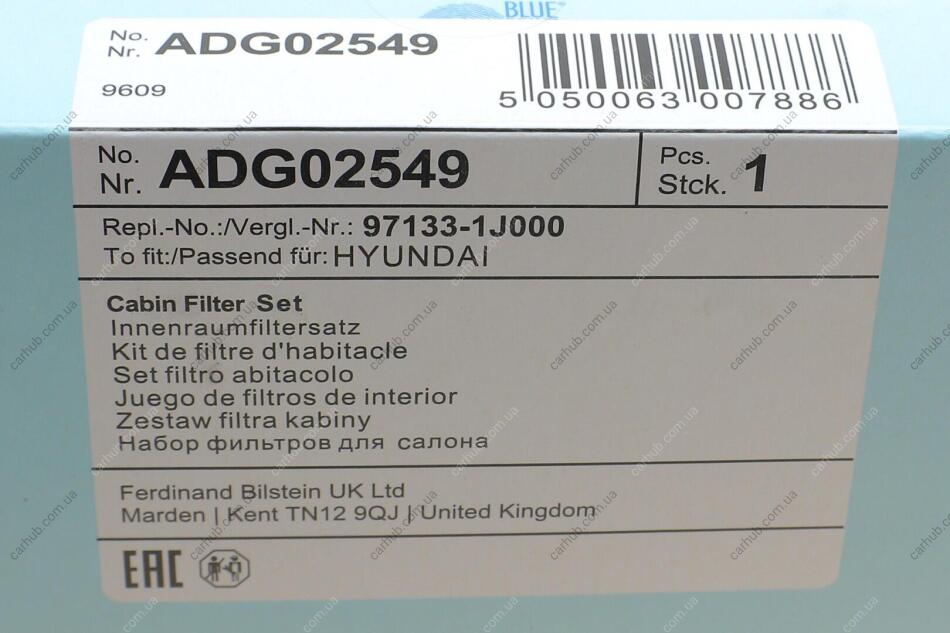 BLUE
No. ADG02549
Nr.
9609
5 050063 007886
No. ADG02549
Nr.
Pcs. 1
Stck.
Repl.-No.:/Vergl.-Nr.: 97133-1J000
To fit:/Passend für: HYUNDAI
Cabin Filter Set
Innenraumfiltersatz
Kit de filtre d'habitacle
Set filtro abitacolo
Juego de filtros de interior
Zestaw filtra kabiny
Набор фильтров для салона
Ferdinand Bilstein UK Ltd
Marden | Kent TN12 9QJ | United Kingdom
EAC
carhub.com.ua